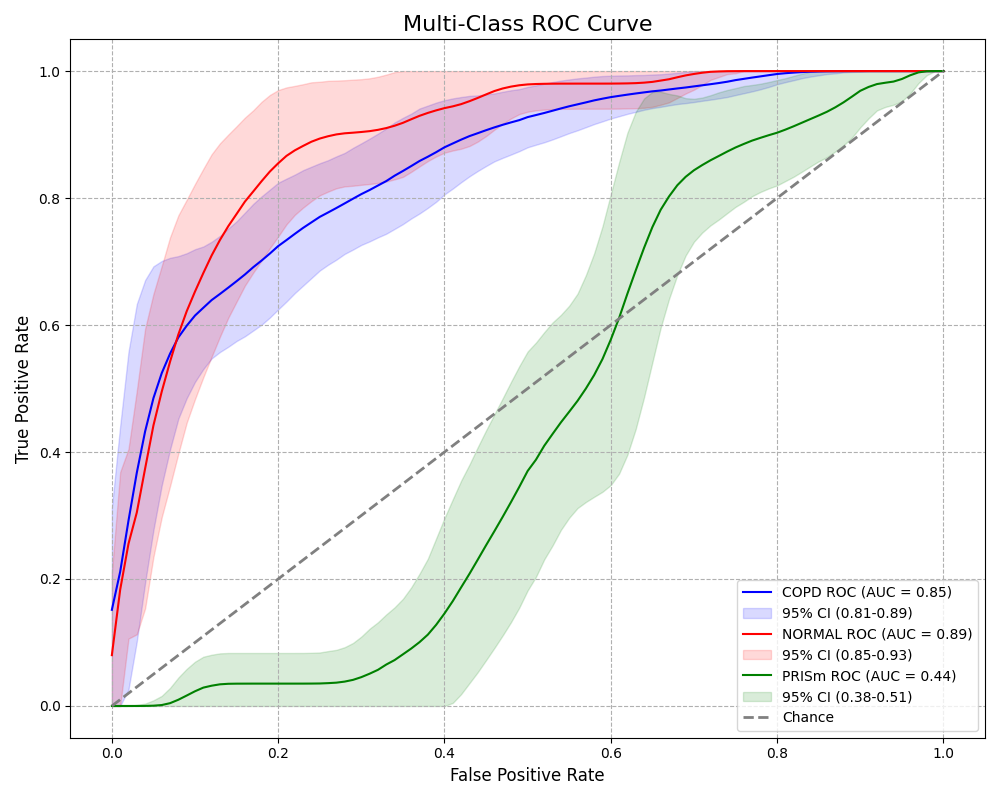 Multi-Class ROC Curve
True Positive Rate
1.0
0.8
0.6
0.4
0.2
0.0
0.0 0.2 0.4 0.6 0.8 1.0
False Positive Rate
COPD ROC (AUC = 0.85)
95% CI (0.81-0.89)
NORMAL ROC (AUC = 0.89)
95% CI (0.85-0.93)
PRISm ROC (AUC = 0.44)
95% CI (0.38-0.51)
Chance